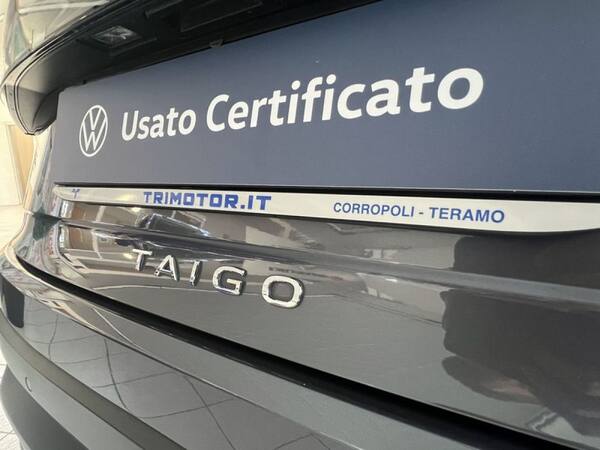 Usato Certificato
TRIMOTOR.IT CORROPOLI - TERAMO
TAIGO